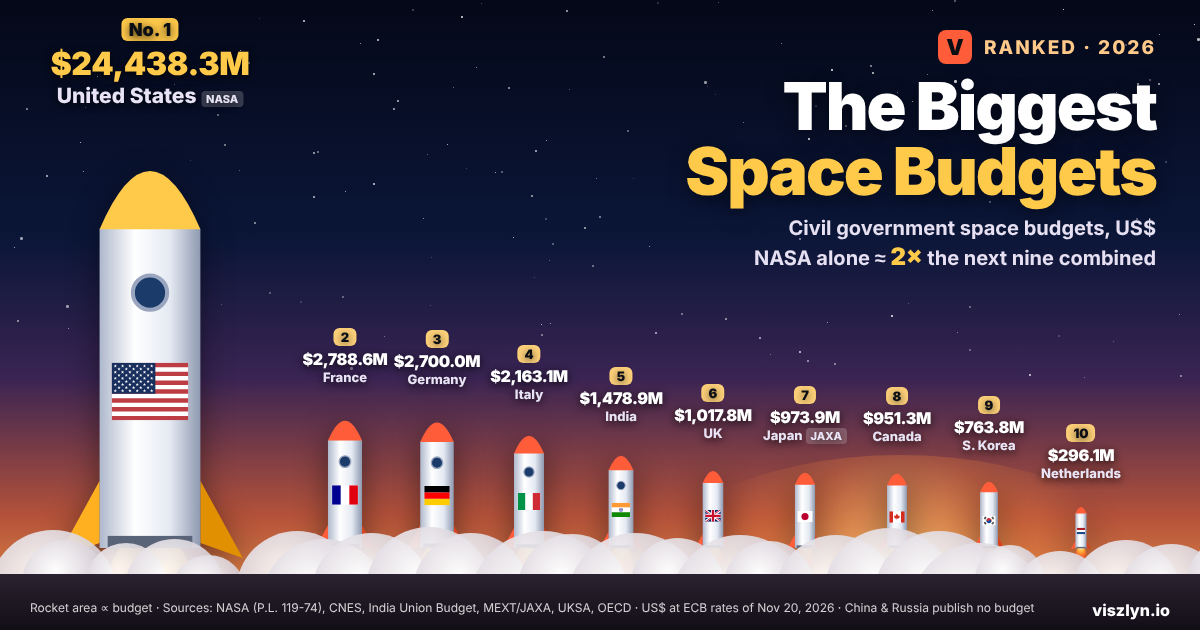 No. 1
$24,438.3M
United States NASA
V RANKED · 2026
The Biggest
Space Budgets
Civil government space budgets, US$
NASA alone ≈ 2× the next nine combined
2
$2,788.6M
France
3
$2,700.0M
Germany
4
$2,163.1M
Italy
5
$1,478.9M
India
6
$1,017.8M
UK
7
$973.9M
Japan JAXA
8
$951.3M
Canada
9
$763.8M
S. Korea
10
$296.1M
Netherlands
Rocket area ∝ budget · Sources: NASA (P.L. 119-74), CNES, India Union Budget, MEXT/JAXA, UKSA, OECD · US$ at ECB rates of Nov 20, 2026 · China & Russia publish no budget
viszlyn.io